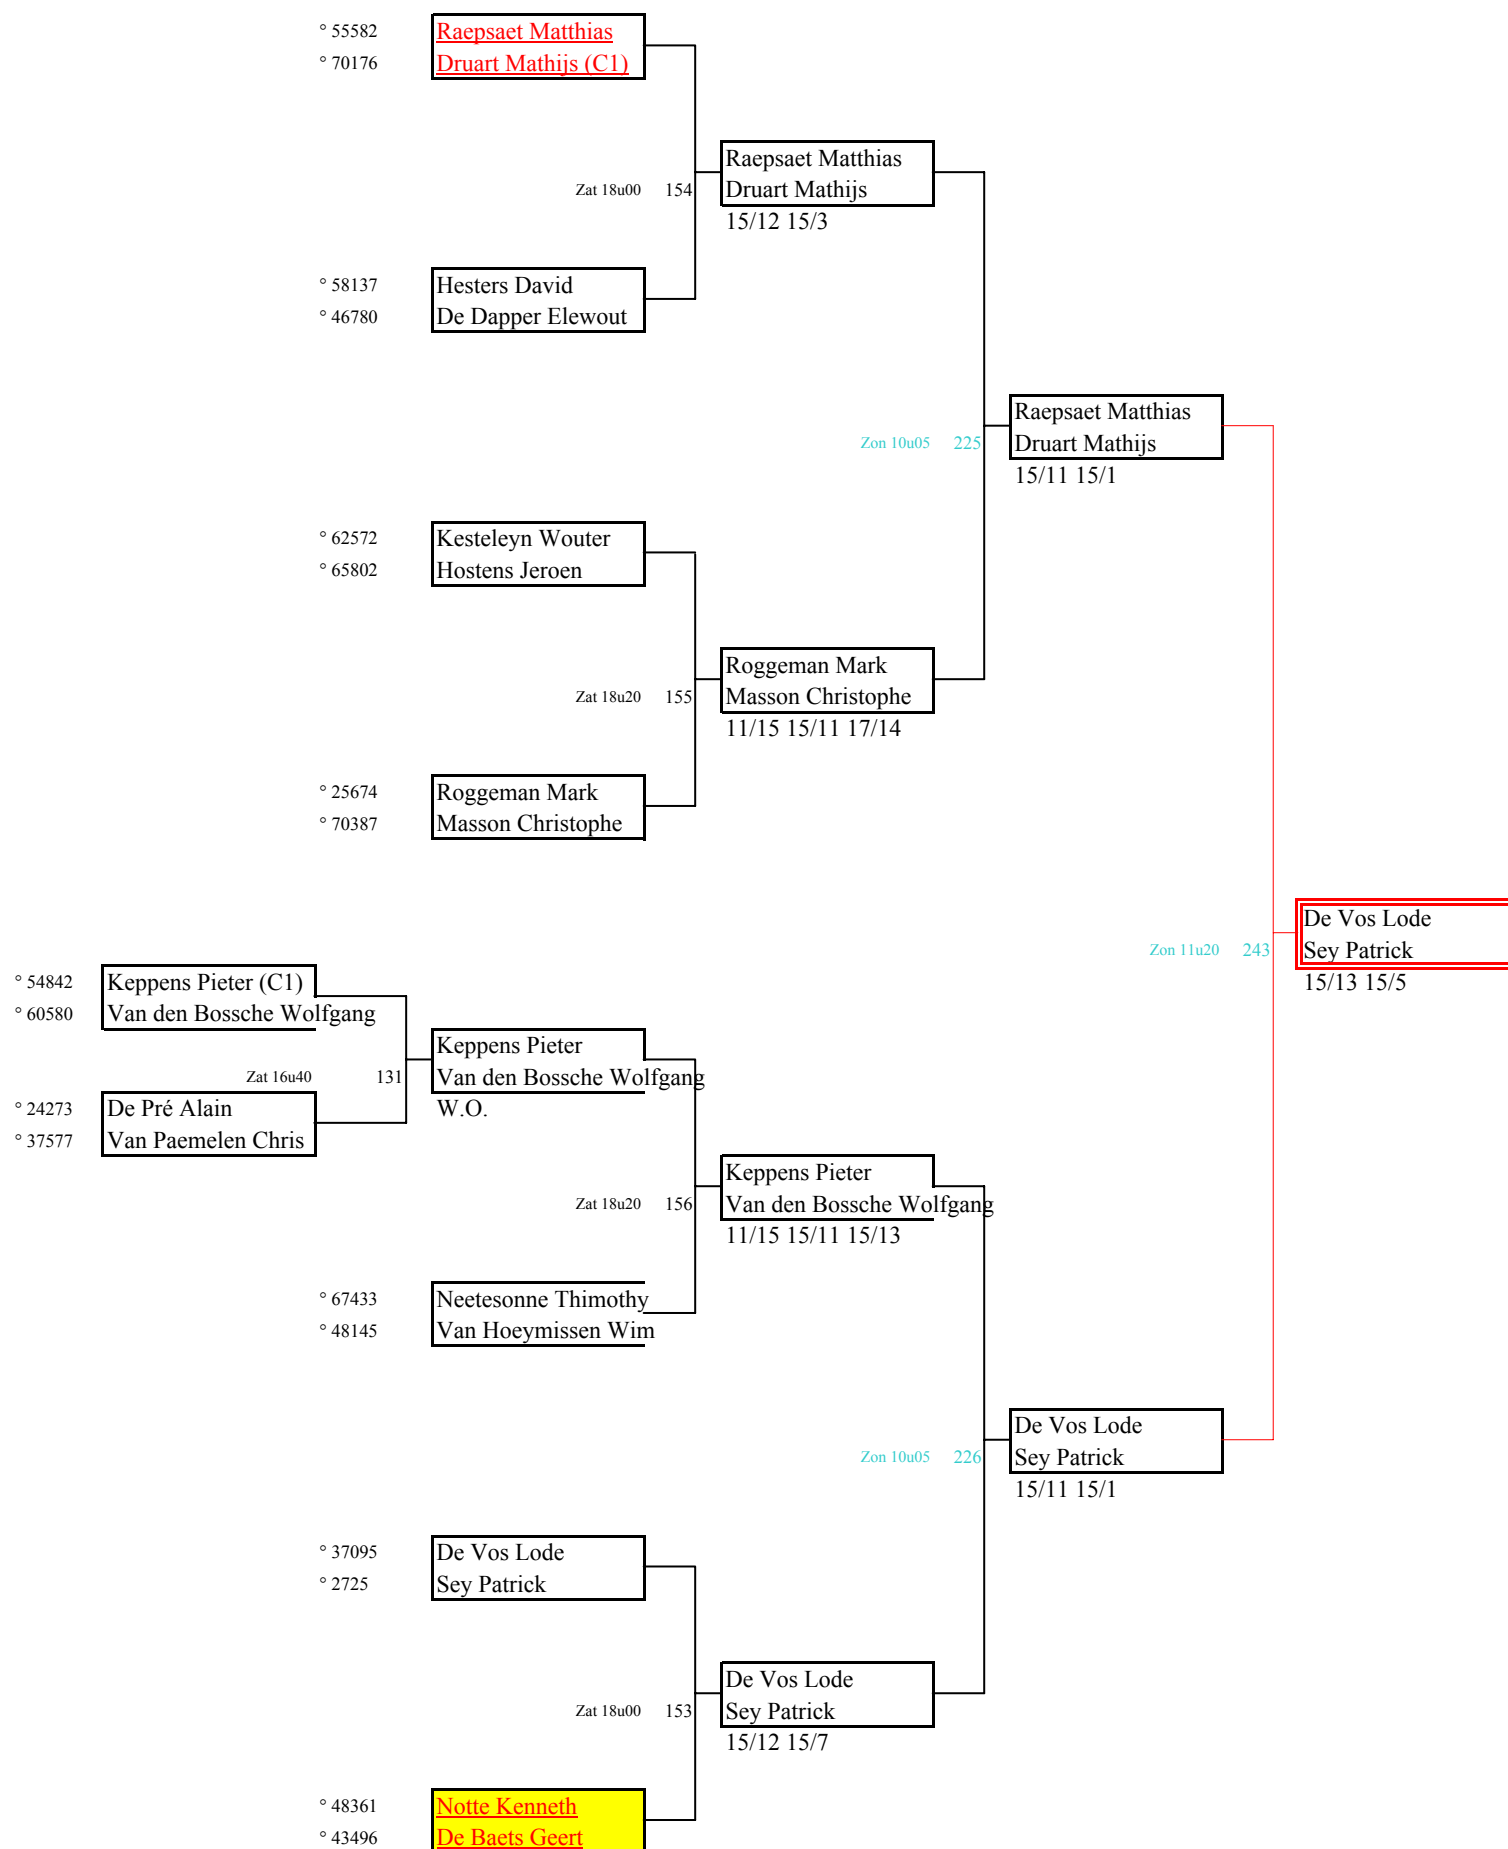 ° 55582 Raepsaet Matthias
° 70176 Druart Mathijs (C1)
Raepsaet Matthias
Zat 18u00 154 Druart Mathijs
15/12 15/3
° 58137 Hesters David
° 46780 De Dapper Elewout
Raepsaet Matthias
Zon 10u05 225 Druart Mathijs
15/11 15/1
° 62572 Kesteleyn Wouter
° 65802 Hostens Jeroen
Roggeman Mark
Zat 18u20 155 Masson Christophe
11/15 15/11 17/14
° 25674 Roggeman Mark
° 70387 Masson Christophe
De Vos Lode
Zon 11u20 243 Sey Patrick
15/13 15/5
° 54842 Keppens Pieter (C1)
° 60580 Van den Bossche Wolfgang
Keppens Pieter
Zat 16u40 131 Van den Bossche Wolfgang
W.O.
° 24273 De Pré Alain
° 37577 Van Paemelen Chris
Keppens Pieter
Zat 18u20 156 Van den Bossche Wolfgang
11/15 15/11 15/13
° 67433 Neetesonne Thimothy
° 48145 Van Hoeymissen Wim
De Vos Lode
Zon 10u05 226 Sey Patrick
15/11 15/1
° 37095 De Vos Lode
° 2725 Sey Patrick
De Vos Lode
Zat 18u00 153 Sey Patrick
15/12 15/7
° 48361 Notte Kenneth
° 43496 De Baets Geert